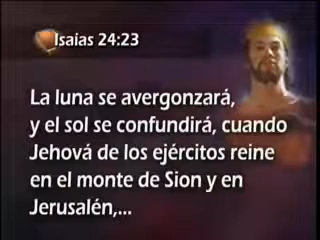 Isaías 24:23
La luna se avergonzará,
y el sol se confundirá, cuando
Jehová de los ejércitos reine
en el monte de Sion y en
Jerusalén,...